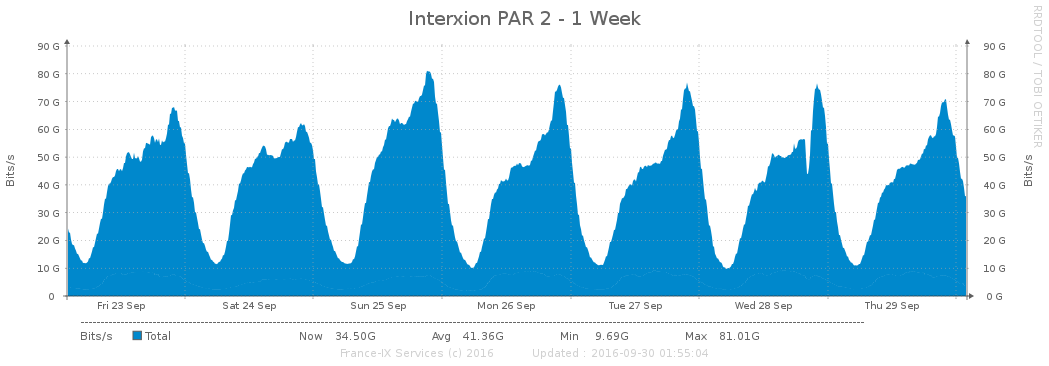 Interxion PAR 2 - 1 Week
RRDTOOL / TOBI OETIKER
90 G 90 G
80 G 80 G
70 G 70 G
60 G 60 G
50 G 50 G
40 G 40 G
30 G 30 G
20 G 20 G
10 G 10 G
0 0 G
Bits/s
Bits/s
Fri 23 Sep Sat 24 Sep Sun 25 Sep Mon 26 Sep Tue 27 Sep Wed 28 Sep Thu 29 Sep
Bits/s Total Now 34.50G Avg 41.36G Min 9.69G Max 81.01G
France-IX Services (c) 2016 Updated : 2016-09-30 01:55:04